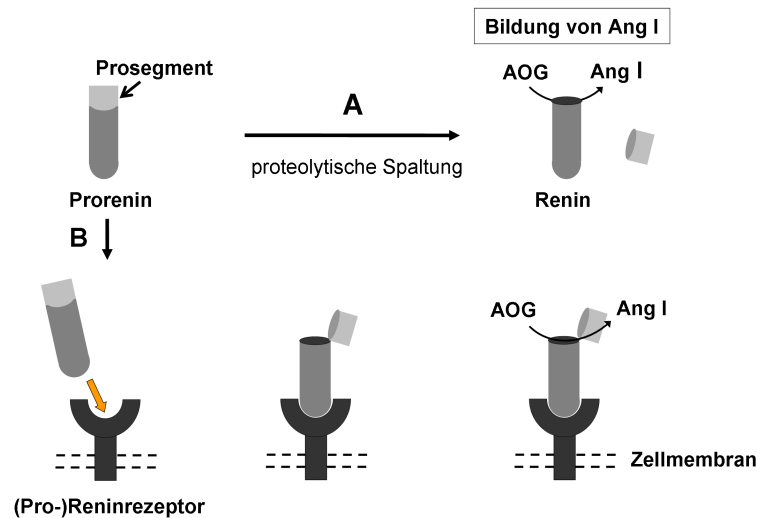 Bildung von Ang I
Prosegment
AOG
Ang I
A
proteolytische Spaltung
Prorenin
Renin
B
AOG
Ang I
Zellmembran
(Pro-)Reninrezeptor